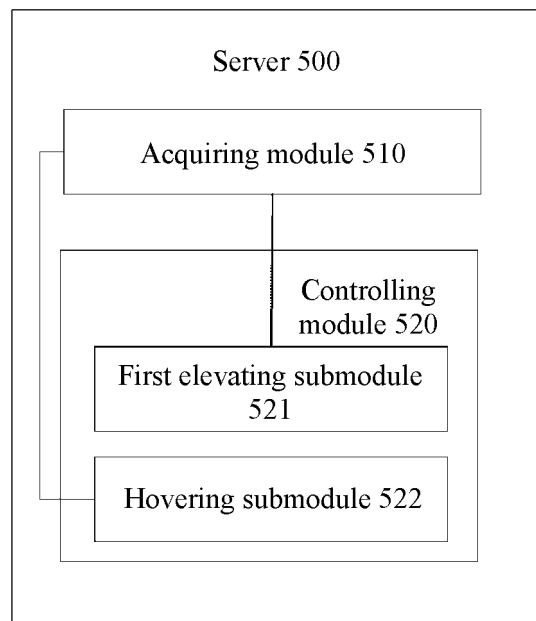 Server 500
Acquiring module 510
Controlling
module 520
First elevating submodule
521
Hovering submodule 522